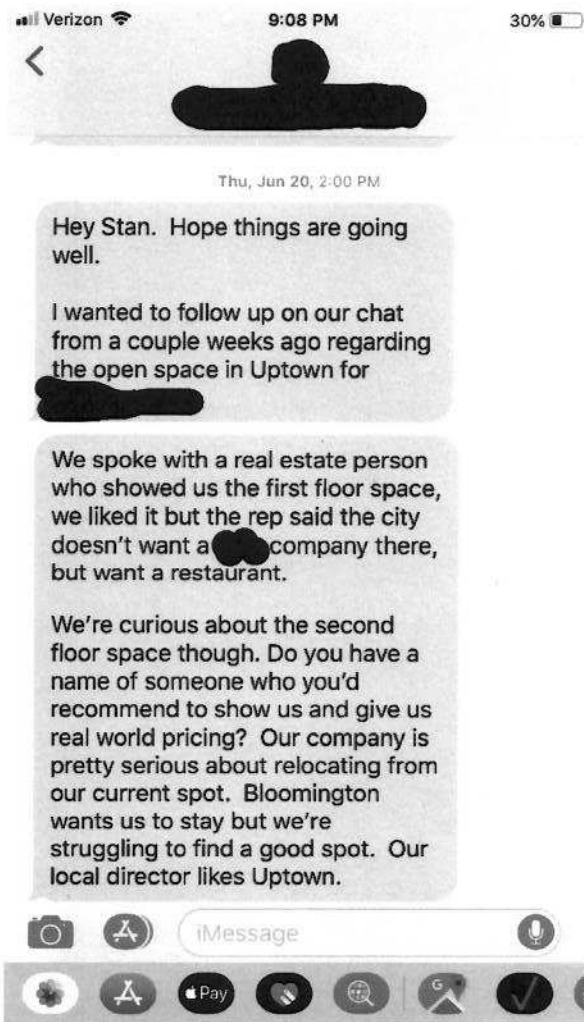 Verizon
9:08 PM
30%
Thu, Jun 20, 2:00 PM
Hey Stan.  Hope things are going
well.
I wanted to follow up on our chat
from a couple weeks ago regarding
the open space in Uptown for
We spoke with a real estate person
who showed us the first floor space,
we liked it but the rep said the city
doesn't want a company there,
but want a restaurant.
We're curious about the second
floor space though. Do you have a
name of someone who you'd
recommend to show us and give us
real world pricing?  Our company is
pretty serious about relocating from
our current spot.  Bloomington
wants us to stay but we're
struggling to find a good spot.  Our
local director likes Uptown.
iMessage
Pay
G